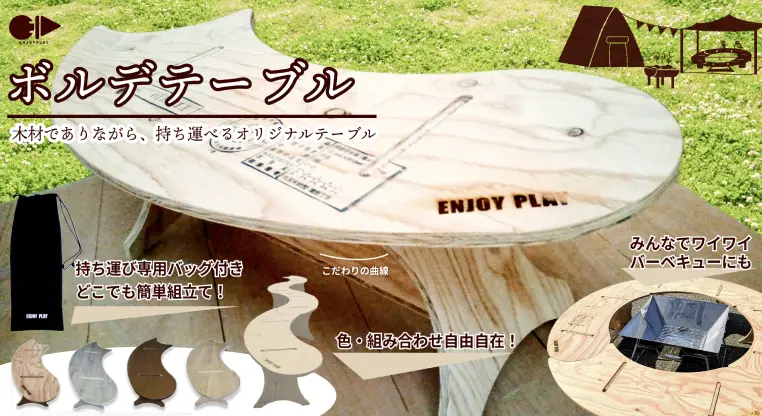 ENJOYPLAY
ボルデテーブル
木材でありながら、持ち運べるオリジナルテーブル
ENJOY PLAY
こだわりの曲線
みんなでワイワイ
バーベキューにも
持ち運び専用バッグ付き
どこでも簡単組立て！
ENJOY PLAY
色・組み合わせ自由自在！